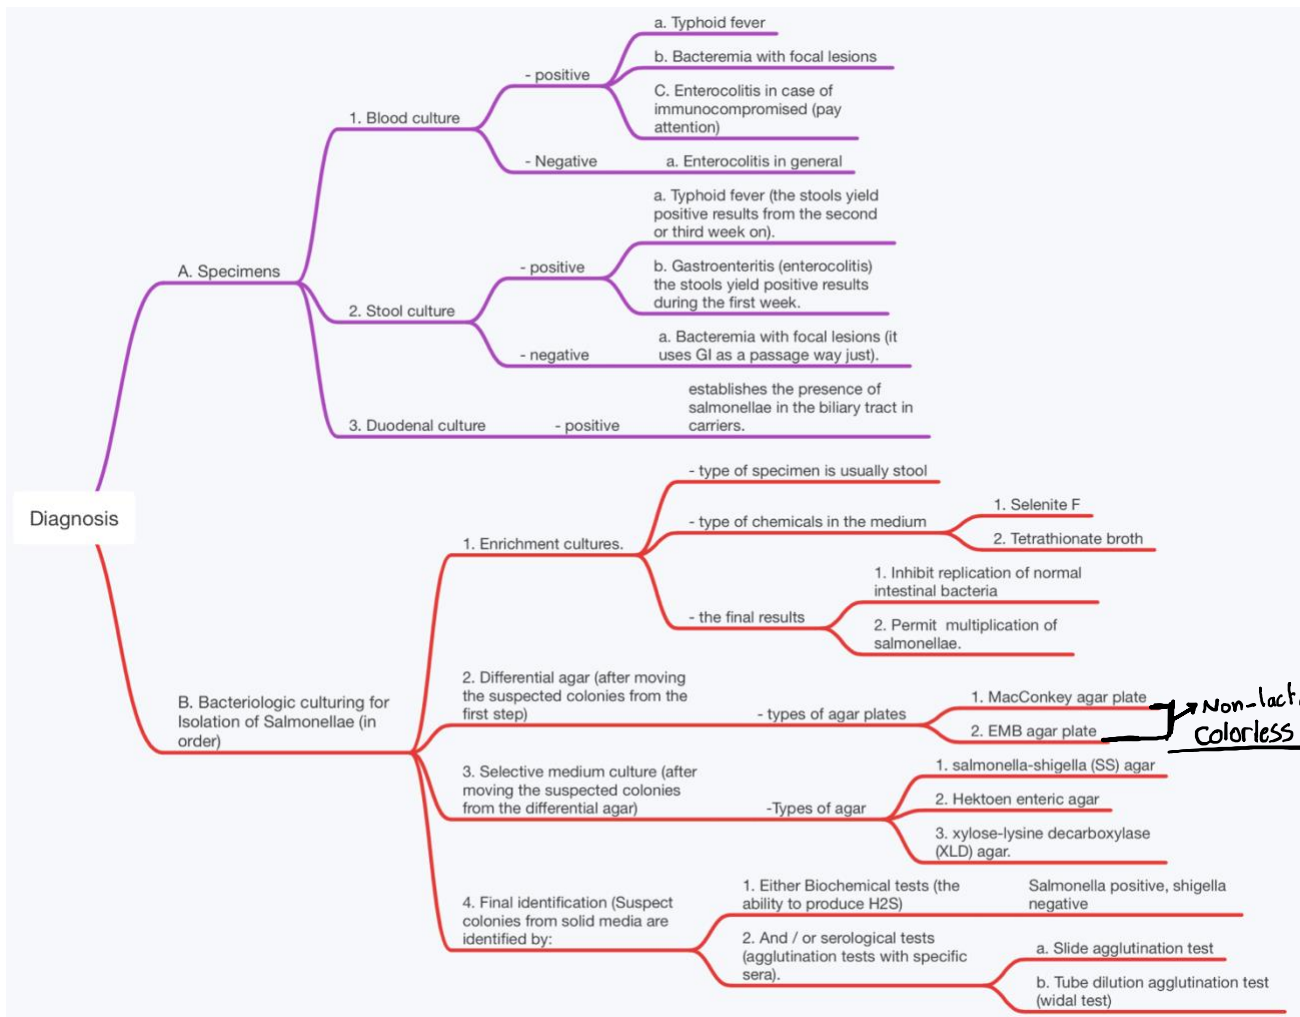 a. Typhoid fever
b. Bacteremia with focal lesions
- positive
C. Enterocolitis in case of
immunocompromised (pay
attention)
1. Blood culture
- Negative
a. Enterocolitis in general
a. Typhoid fever (the stools yield
positive results from the second
or third week on).
A. Specimens
- positive
b. Gastroenteritis (enterocolitis)
the stools yield positive results
during the first week.
2. Stool culture
- negative
a. Bacteremia with focal lesions (it
uses GI as a passage way just).
3. Duodenal culture
- positive
establishes the presence of
salmonellae in the biliary tract in
carriers.
Diagnosis
- type of specimen is usually stool
1. Enrichment cultures.
- type of chemicals in the medium
1. Selenite F
2. Tetrathionate broth
- the final results
1. Inhibit replication of normal
intestinal bacteria
2. Permit multiplication of
salmonellae.
B. Bacteriologic culturing for
Isolation of Salmonellae (in
order)
2. Differential agar (after moving
the suspected colonies from the
first step)
- types of agar plates
1. MacConkey agar plate
2. EMB agar plate
Non-lact.
Colorless
3. Selective medium culture (after
moving the suspected colonies
from the differential agar)
-Types of agar
1. salmonella-shigella (SS) agar
2. Hektoen enteric agar
3. xylose-lysine decarboxylase
(XLD) agar.
4. Final identification (Suspect
colonies from solid media are
identified by:
1. Either Biochemical tests (the
ability to produce H2S)
Salmonella positive, shigella
negative
2. And / or serological tests
(agglutination tests with specific
sera).
a. Slide agglutination test
b. Tube dilution agglutination test
(widal test)